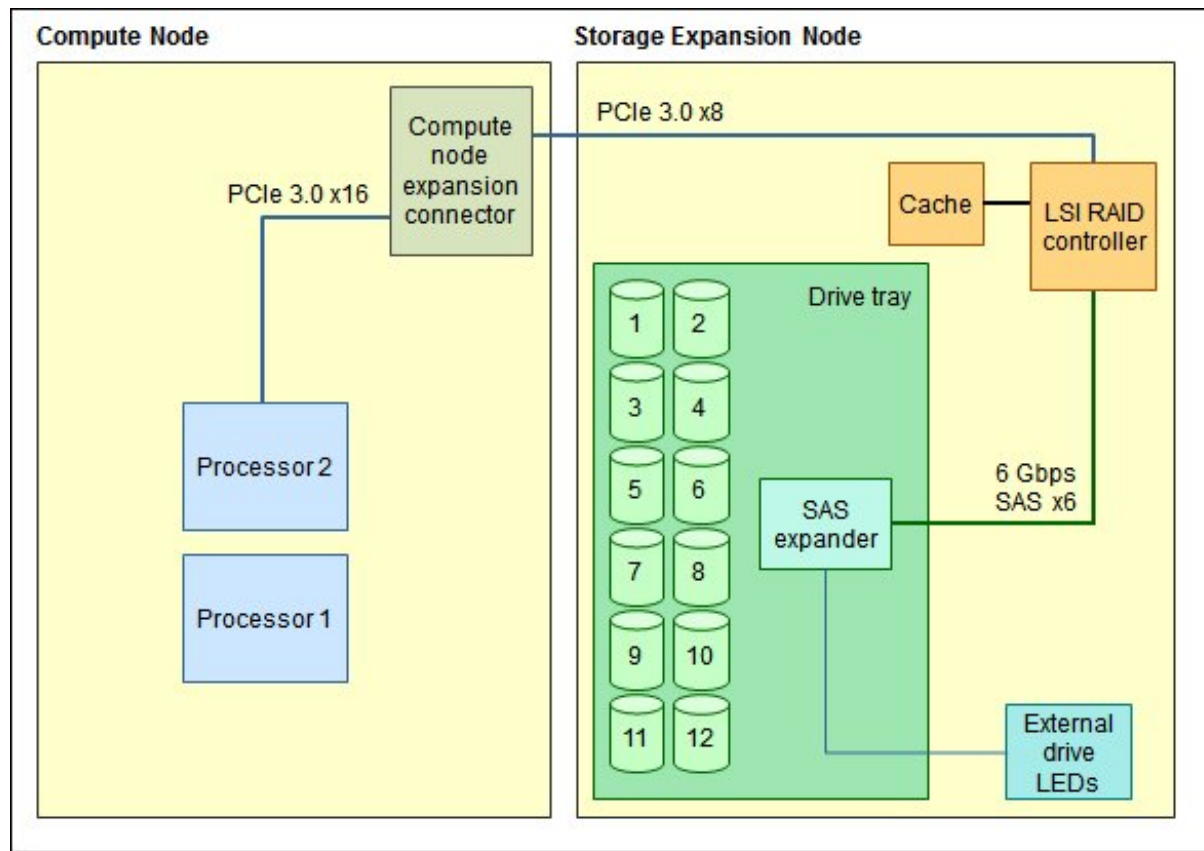 Compute Node
Storage Expansion Node
PCIe 3.0 x8
Compute
node
expansion
connector
PCIe 3.0 x16
Cache
LSI RAID
controller
Drive tray
1
2
3
4
5
6
7
8
9
10
11
12
6 Gbps
SAS x6
SAS
expander
Processor 2
Processor 1
External
drive
LEDs